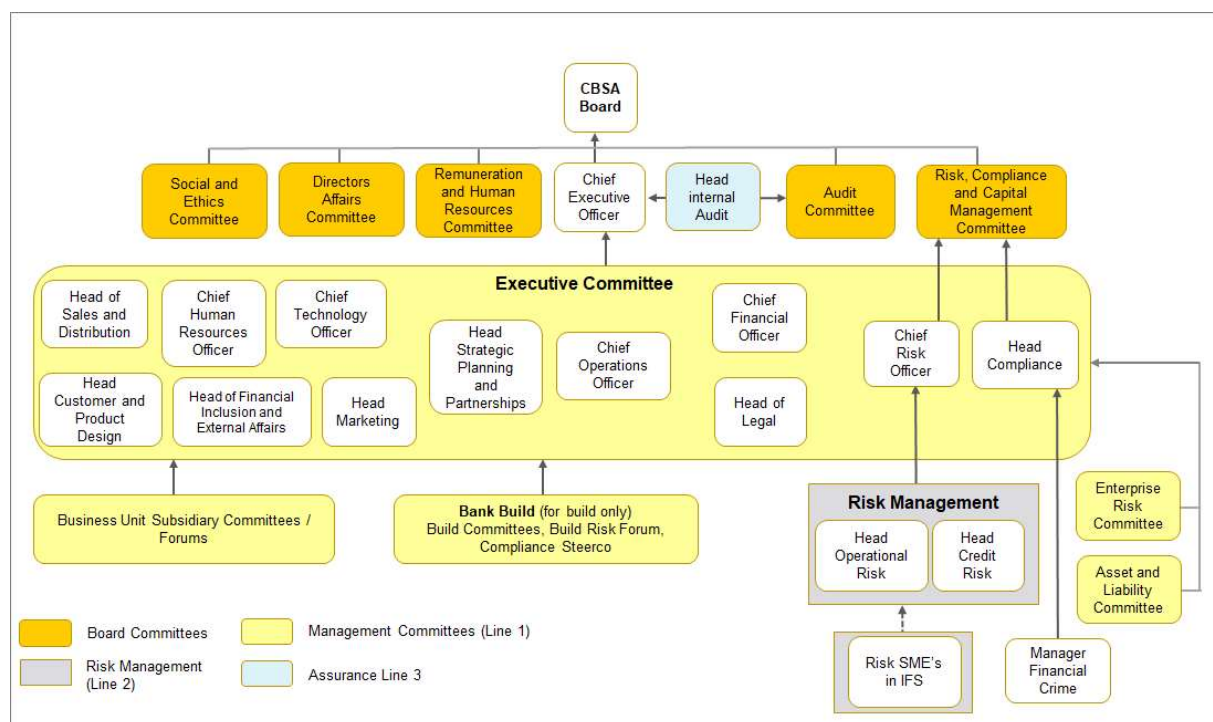 CBSA
Board
Social and
Ethics
Committee
Directors
Affairs
Committee
Remuneration
and Human
Resources
Committee
Chief
Executive
Officer
Head
internal
Audit
Audit
Committee
Risk, Compliance
and Capital
Management
Committee
Executive Committee
Head of
Sales and
Distribution
Chief
Human
Resources
Officer
Chief
Technology
Officer
Head
Strategic
Planning
and
Partnerships
Chief
Operations
Officer
Chief
Financial
Officer
Chief
Risk
Officer
Head
Compliance
Head
Customer and
Product
Design
Head of Financial
Inclusion and
External Affairs
Head
Marketing
Head of
Legal
Business Unit Subsidiary Committees /
Forums
Bank Build (for build only)
Build Committees, Build Risk Forum,
Compliance Steerco
Risk Management
Head
Operational
Risk
Head
Credit
Risk
Enterprise
Risk
Committee
Asset and
Liability
Committee
Risk SME's
in IFS
Manager
Financial
Crime
Board Committees
Management Committees (Line 1)
Risk Management
(Line 2)
Assurance Line 3